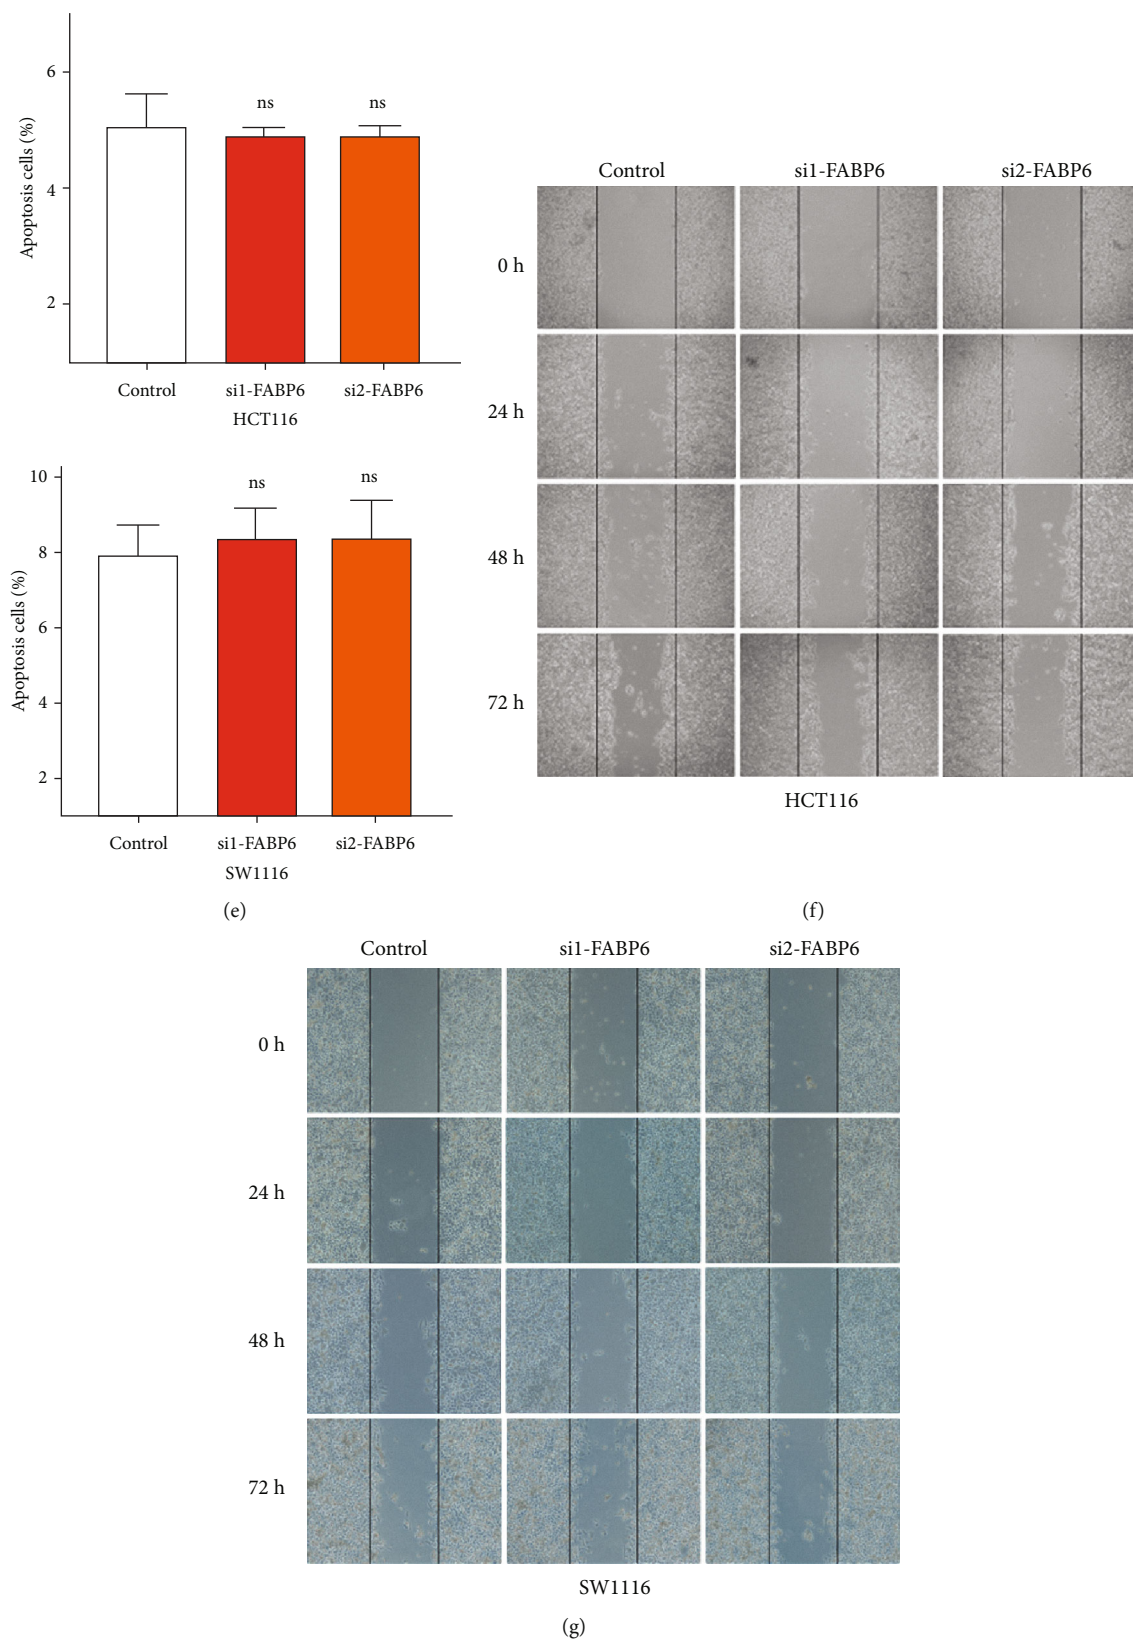 6
4
2
Apoptosis cells (%)
ns
ns
Control
si1-FABP6
si2-FABP6
HCT116
10
8
6
4
2
Apoptosis cells (%)
ns
ns
Control
si1-FABP6
si2-FABP6
SW1116
(e)
Control
si1-FABP6
si2-FABP6
0 h
24 h
48 h
72 h
HCT116
(f)
Control
si1-FABP6
si2-FABP6
0 h
24 h
48 h
72 h
SW1116
(g)